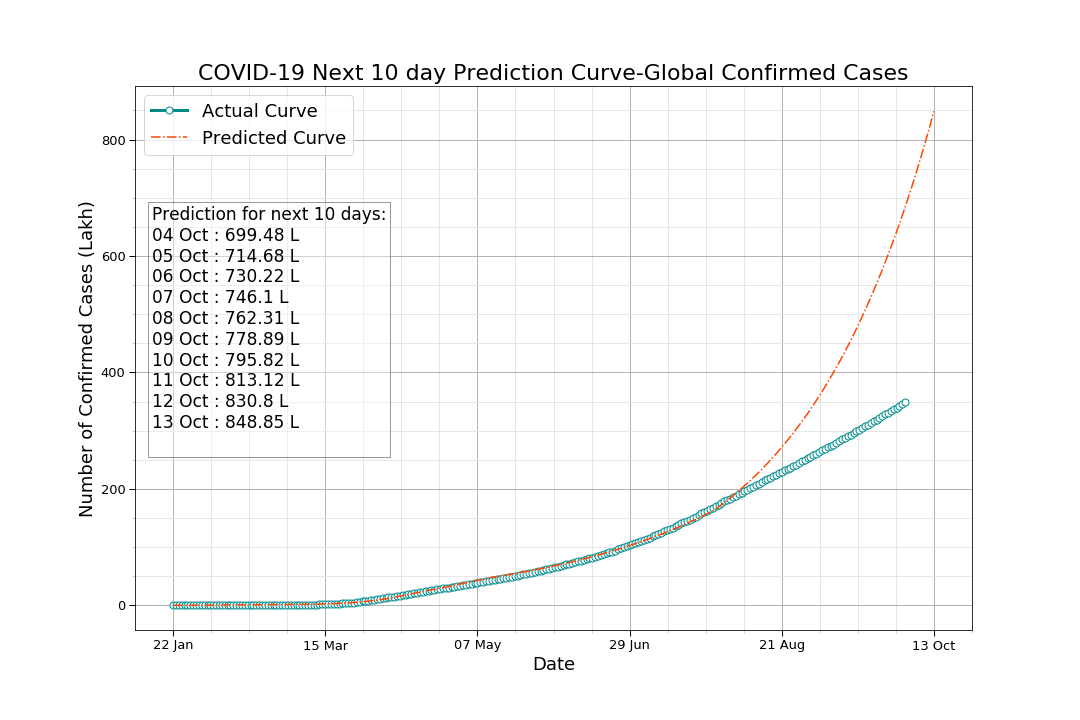 COVID-19 Next 10 day Prediction Curve-Global Confirmed Cases
Actual Curve
Predicted Curve
Prediction for next 10 days:
04 Oct : 699.48 L
05 Oct : 714.68 L
06 Oct : 730.22 L
07 Oct : 746.1 L
08 Oct : 762.31 L
09 Oct : 778.89 L
10 Oct : 795.82 L
11 Oct : 813.12 L
12 Oct : 830.8 L
13 Oct : 848.85 L
Number of Confirmed Cases (Lakh)
800
600
400
200
0
22 Jan
15 Mar
07 May
29 Jun
21 Aug
13 Oct
Date